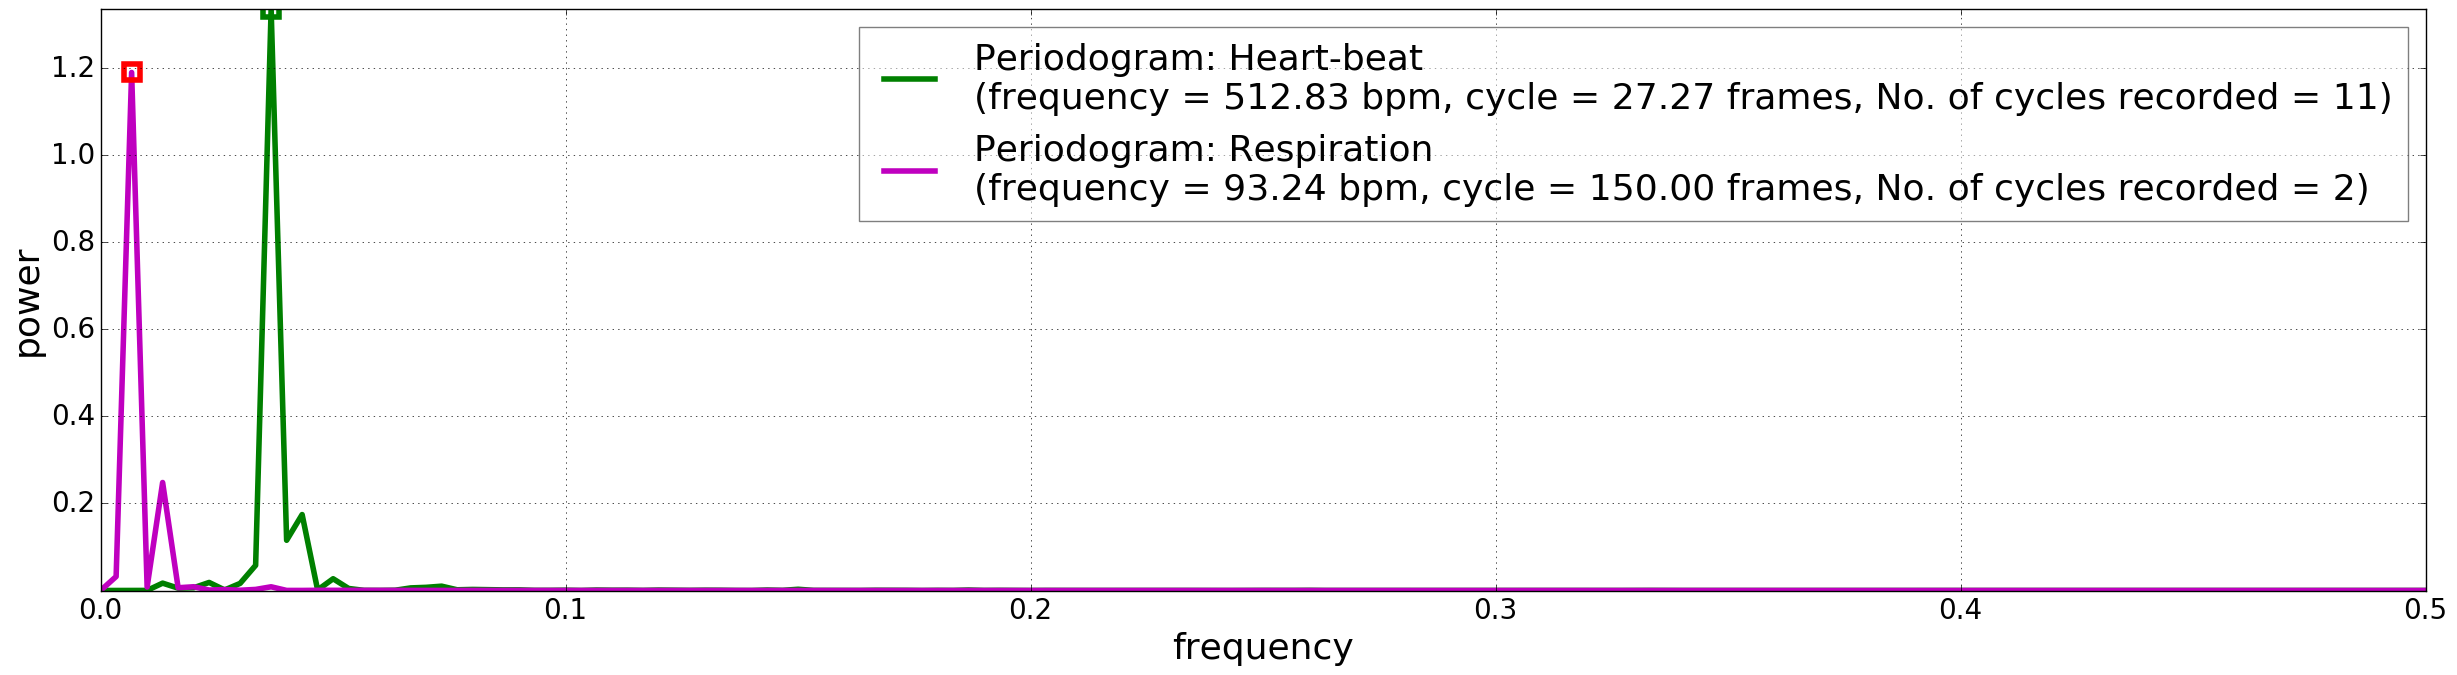 Periodogram: Heart-beat
(frequency = 512.83 bpm, cycle = 27.27 frames, No. of cycles recorded = 11)
Periodogram: Respiration
(frequency = 93.24 bpm, cycle = 150.00 frames, No. of cycles recorded = 2)
power
1.2
1.0
0.8
0.6
0.4
0.2
0.0 0.1 0.2 0.3 0.4 0.5
frequency